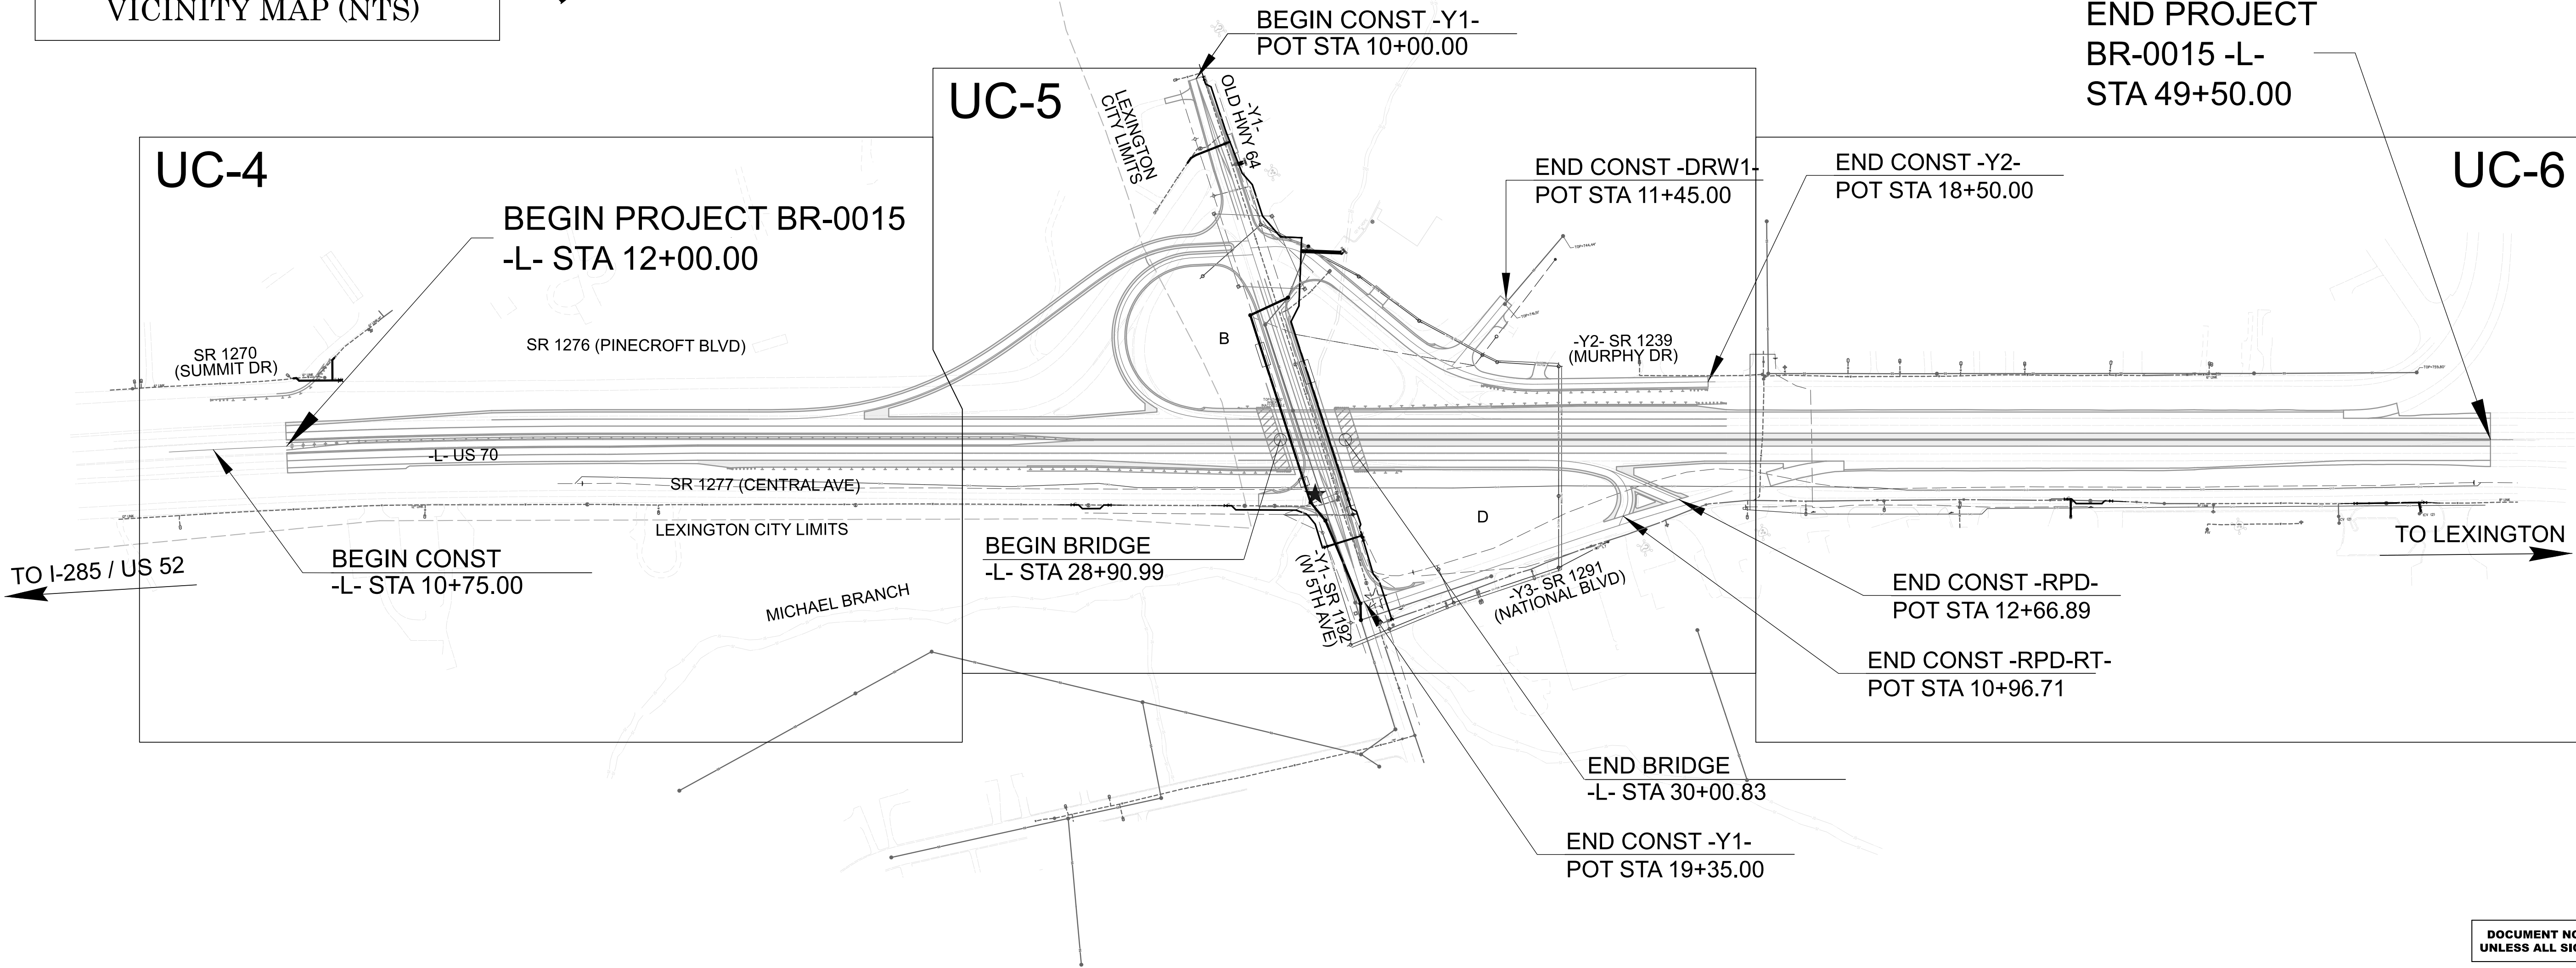 VICINITY MAP (NTS)
BEGIN CONST -Y1-
POT STA 10+00.00
END PROJECT
BR-0015 -L-
STA 49+50.00
UC-4
UC-5
UC-6
LEXINGTON
CITY LIMITS
-Y1-
OLD HWY 64
END CONST -DRW1-
POT STA 11+45.00
END CONST -Y2-
POT STA 18+50.00
BEGIN PROJECT BR-0015
-L- STA 12+00.00
SR 1270
(SUMMIT DR)
SR 1276 (PINECROFT BLVD)
B
-Y2- SR 1239
(MURPHY DR)
-L- US 70
SR 1277 (CENTRAL AVE)
LEXINGTON CITY LIMITS
D
TO I-285 / US 52
BEGIN CONST
-L- STA 10+75.00
BEGIN BRIDGE
-L- STA 28+90.99
MICHAEL BRANCH
-Y1- SR 1192
(W 5TH AVE)
-Y3- SR 1291
(NATIONAL BLVD)
TO LEXINGTON
END CONST -RPD-
POT STA 12+66.89
END CONST -RPD-RT-
POT STA 10+96.71
END BRIDGE
-L- STA 30+00.83
END CONST -Y1-
POT STA 19+35.00
DOCUMENT
UNLESS ALL